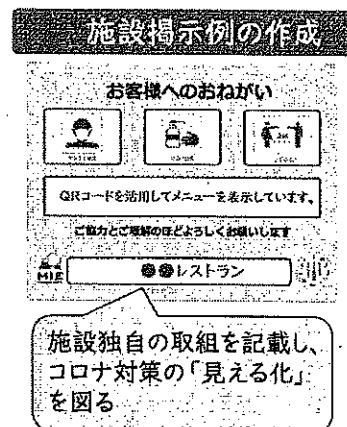 施設掲示例の作成
お客様へのおねがい
QRコードを活用してメニューを表示しています。
ご協力とご理解のほどよろしくお願いします
MIE
●●レストラン
施設独自の取組を記載し、
コロナ対策の「見える化」
を図る